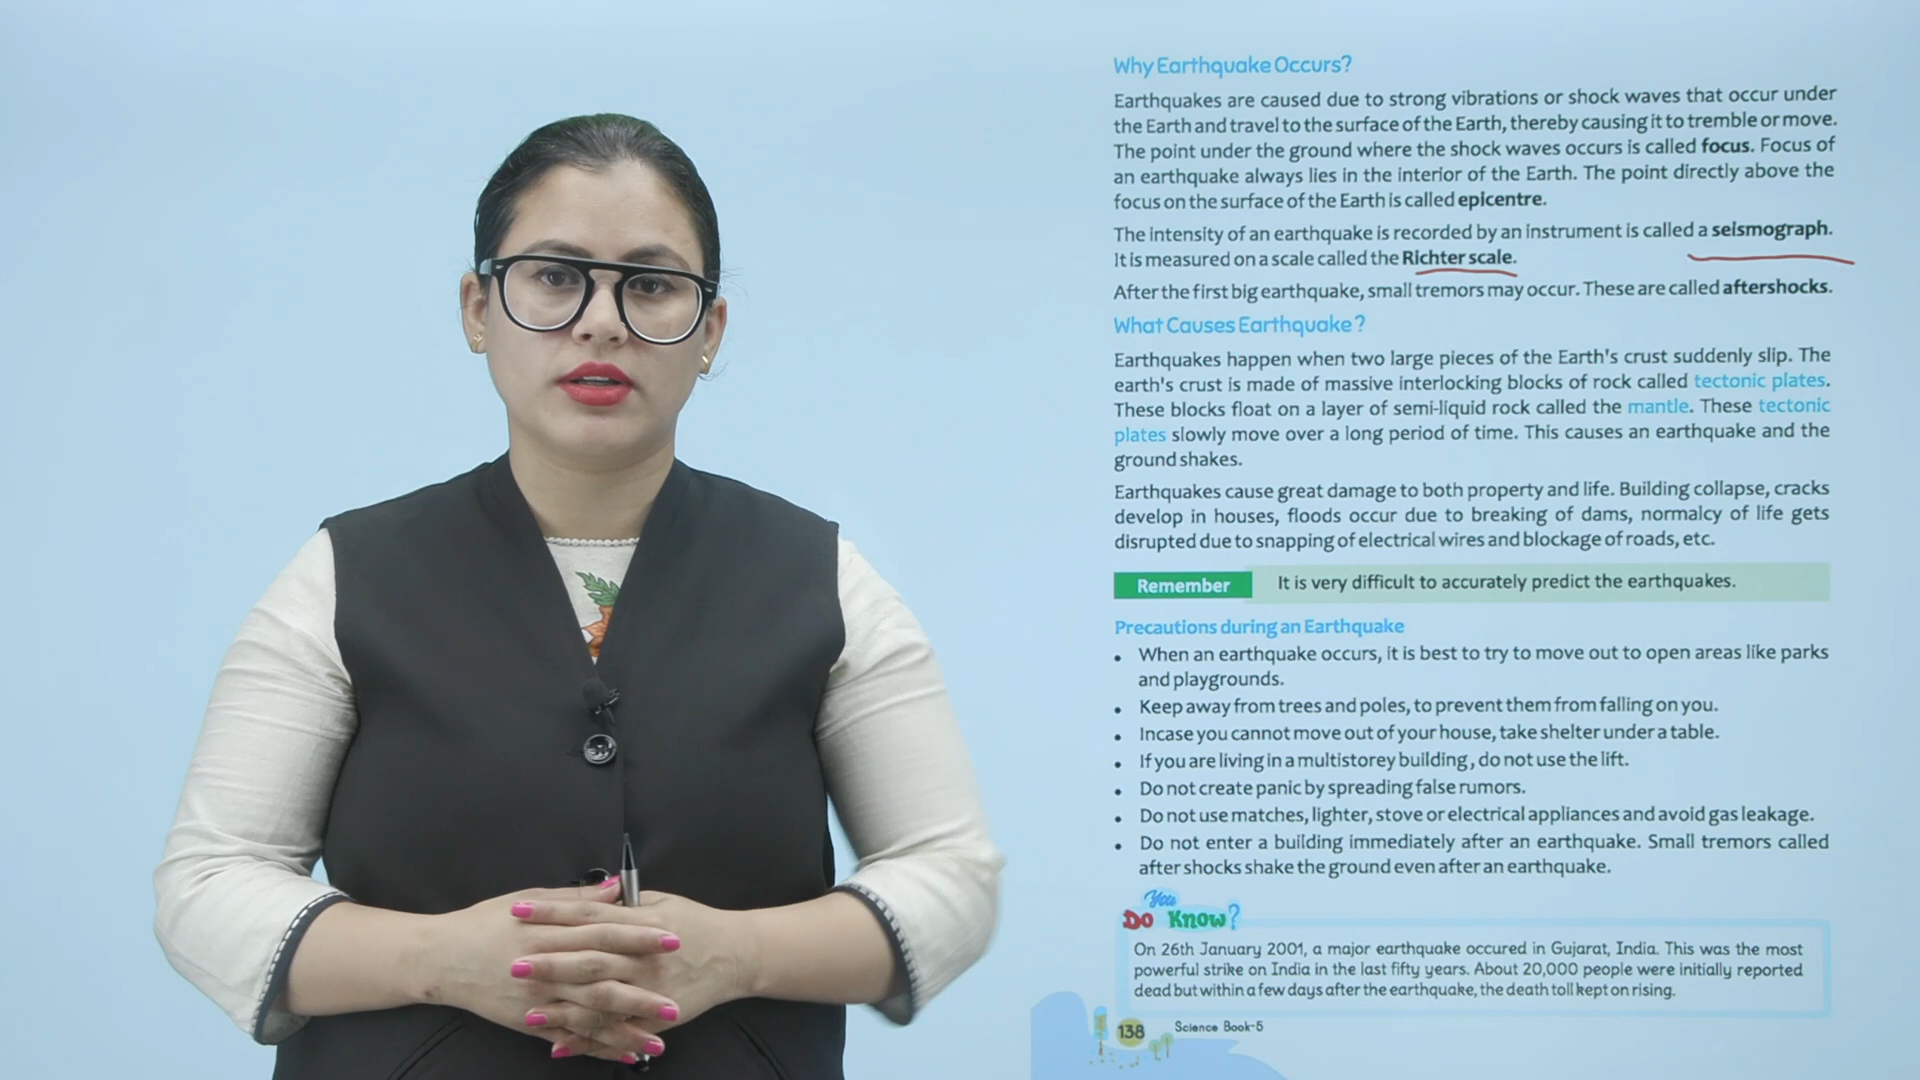 Why Earthquake Occurs?
Earthquakes are caused due to strong vibrations or shock waves that occur under
the Earth and travel to the surface of the Earth, thereby causing it to tremble or move.
The point under the ground where the shock waves occurs is called focus. Focus of
an earthquake always lies in the interior of the Earth. The point directly above the
focus on the surface of the Earth is called epicentre.
The intensity of an earthquake is recorded by an instrument is called a seismograph.
It is measured on a scale called the Richter scale.
After the first big earthquake, small tremors may occur. These are called aftershocks.
What Causes Earthquake?
Earthquakes happen when two large pieces of the Earth's crust suddenly slip. The
earth's crust is made of massive interlocking blocks of rock called tectonic plates.
These blocks float on a layer of semi-liquid rock called the mantle. These tectonic
plates slowly move over a long period of time. This causes an earthquake and the
ground shakes.
Earthquakes cause great damage to both property and life. Building collapse, cracks
develop in houses, floods occur due to breaking of dams, normalcy of life gets
disrupted due to snapping of electrical wires and blockage of roads, etc.
Remember It is very difficult to accurately predict the earthquakes.
Precautions during an Earthquake
• When an earthquake occurs, it is best to try to move out to open areas like parks
and playgrounds.
• Keep away from trees and poles, to prevent them from falling on you.
• Incase you cannot move out of your house, take shelter under a table.
• If you are living in a multistorey building, do not use the lift.
• Do not create panic by spreading false rumors.
• Do not use matches, lighter, stove or electrical appliances and avoid gas leakage.
• Do not enter a building immediately after an earthquake. Small tremors called
after shocks shake the ground even after an earthquake.
You
Do Know?
On 26th January 2001, a major earthquake occured in Gujarat, India. This was the most
powerful strike on India in the last fifty years. About 20,000 people were initially reported
dead but within a few days after the earthquake, the death toll kept on rising.
138 Science Book-5